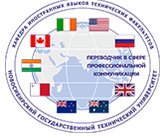 КАФЕДРА ИНОСТРАННЫХ ЯЗЫКОВ ТЕХНИЧЕСКИХ ФАКУЛЬТЕТОВ
ПЕРЕВОДЧИК В СФЕРЕ
ПРОФЕССИОНАЛЬНОЙ
КОММУНИКАЦИИ
НОВОСИБИРСКИЙ ГОСУДАРСТВЕННЫЙ ТЕХНИЧЕСКИЙ УНИВЕРСИТЕТ